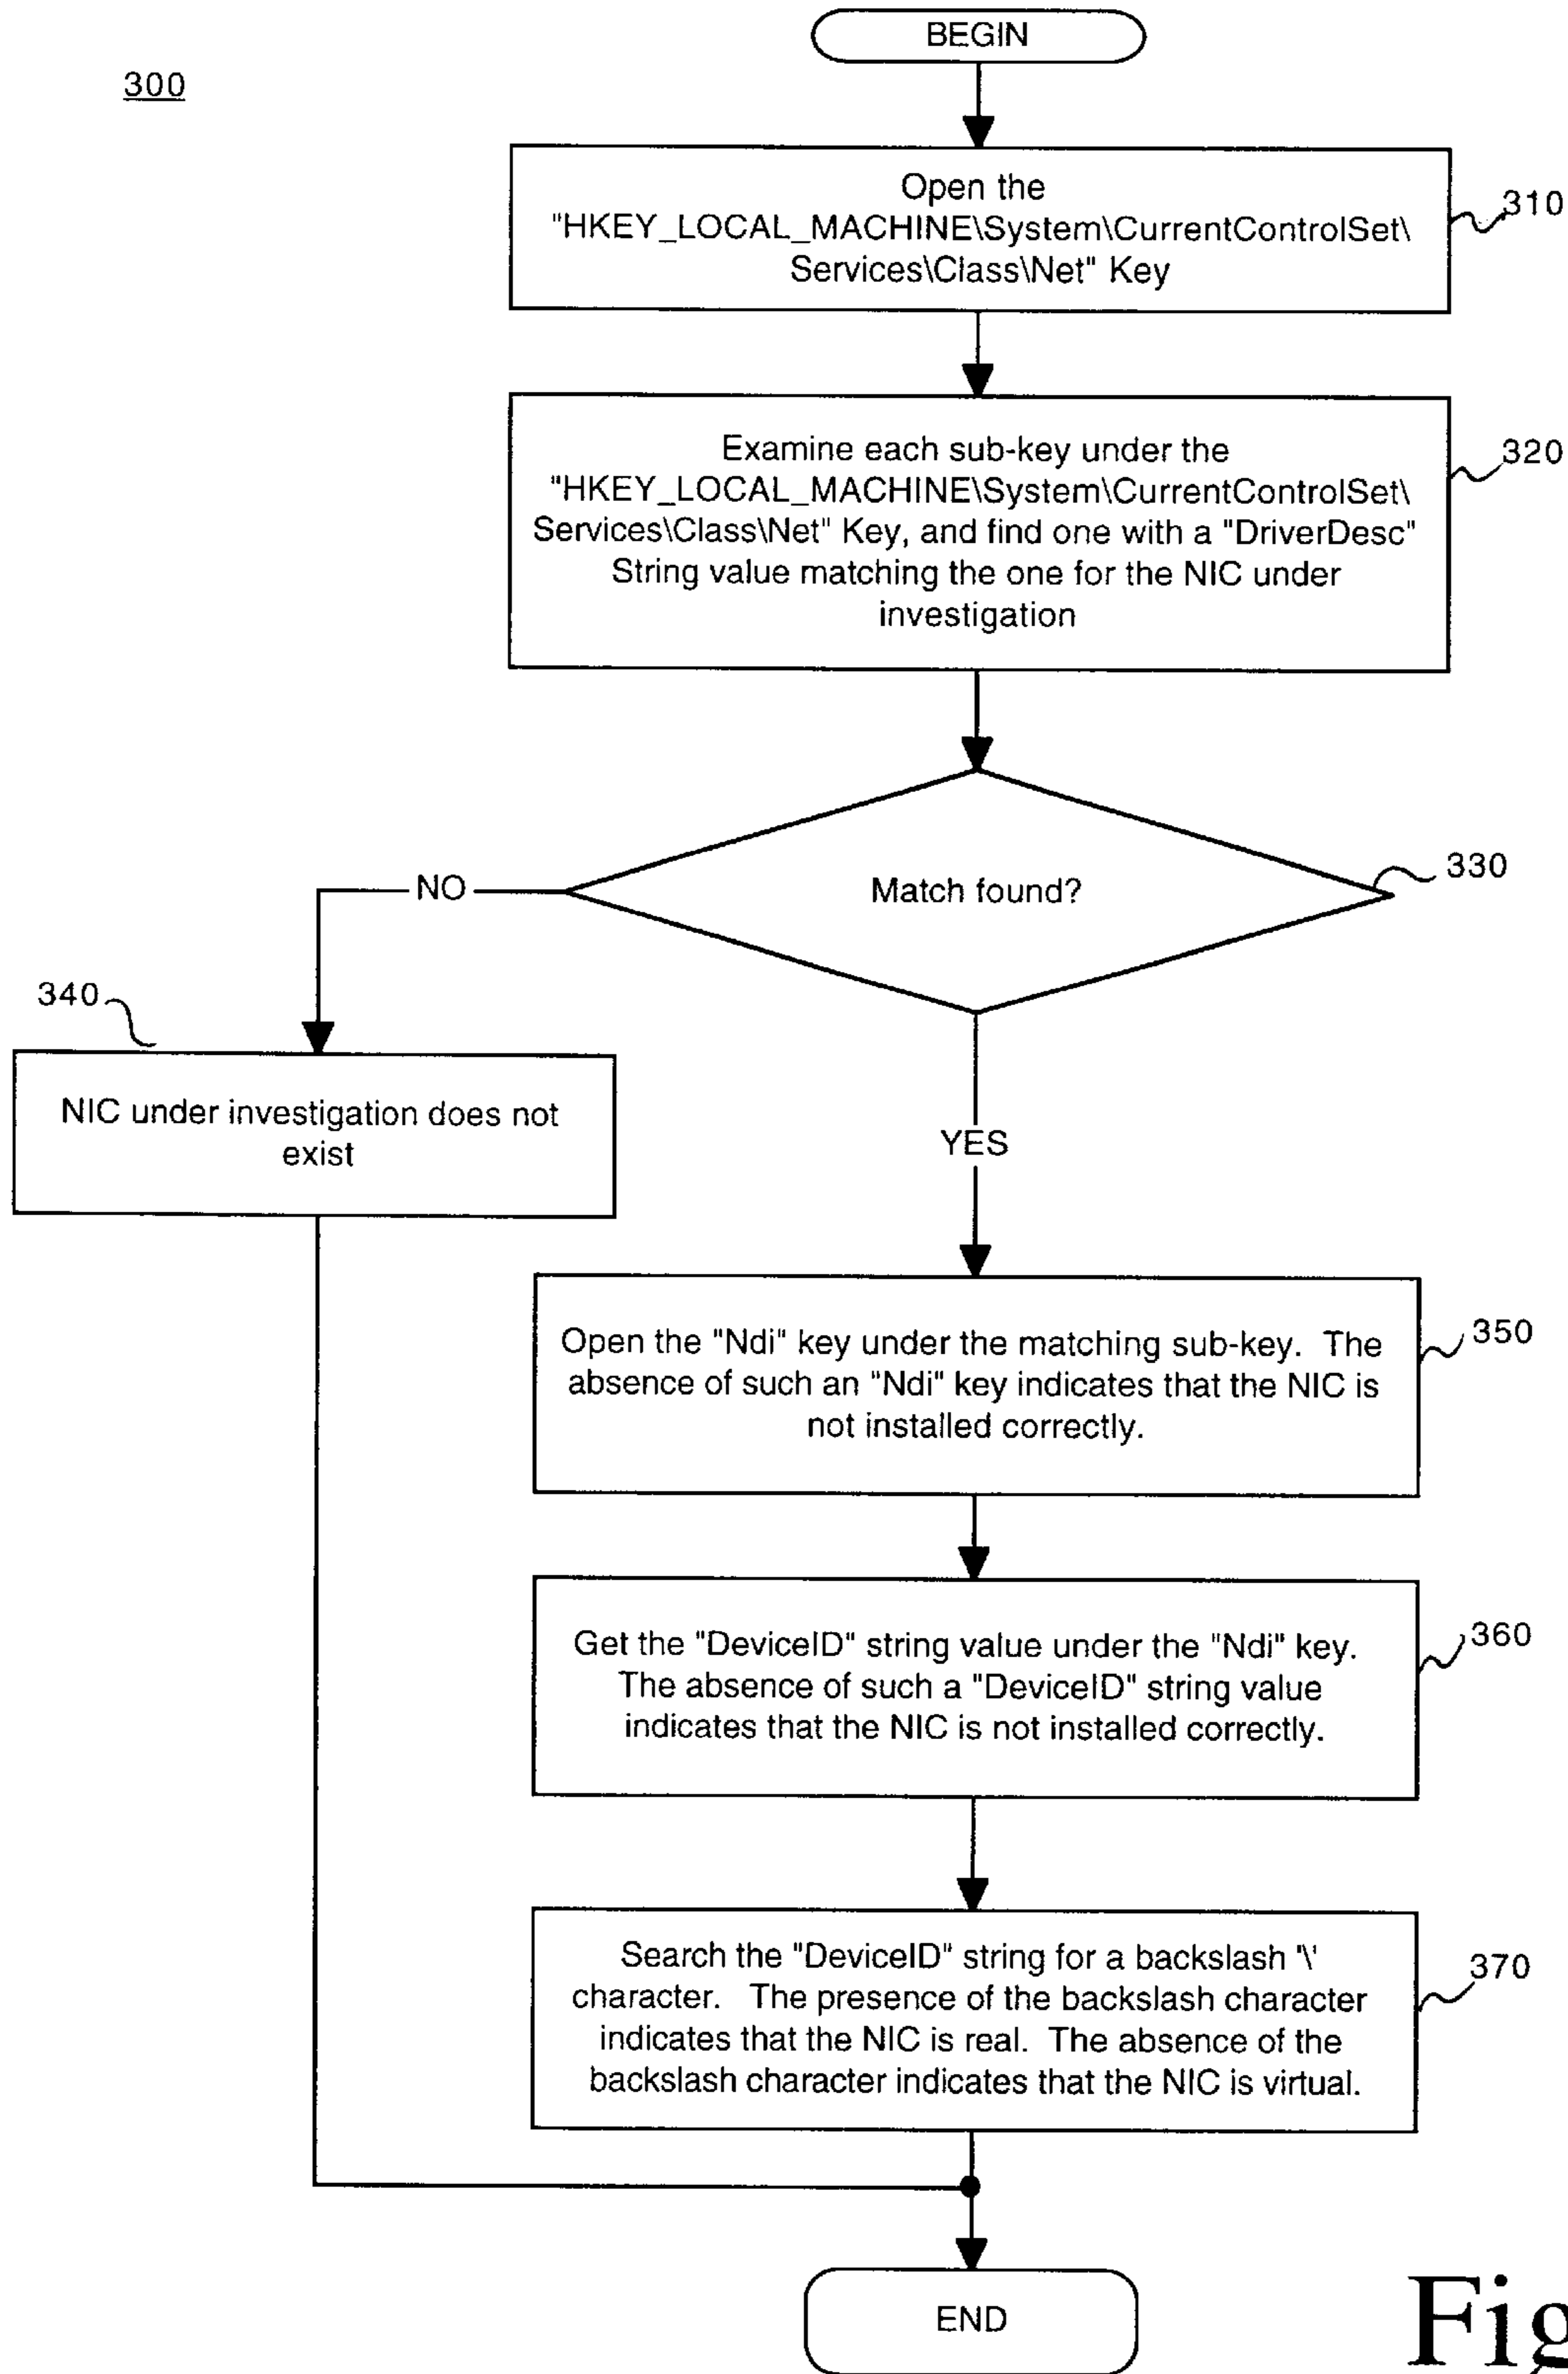 BEGIN
300
Open the
"HKEY_LOCAL_MACHINE\System\CurrentControlSet\
Services\Class\Net" Key
310
Examine each sub-key under the
"HKEY_LOCAL_MACHINE\System\CurrentControlSet\
Services\Class\Net" Key, and find one with a "DriverDesc"
String value matching the one for the NIC under
investigation
320
Match found?
330
NO
340
NIC under investigation does not
exist
YES
Open the "Ndi" key under the matching sub-key. The
absence of such an "Ndi" key indicates that the NIC is
not installed correctly.
350
Get the "DeviceID" string value under the "Ndi" key.
The absence of such a "DeviceID" string value
indicates that the NIC is not installed correctly.
360
Search the "DeviceID" string for a backslash '\'
character. The presence of the backslash character
indicates that the NIC is real. The absence of the
backslash character indicates that the NIC is virtual.
370
END
Fig